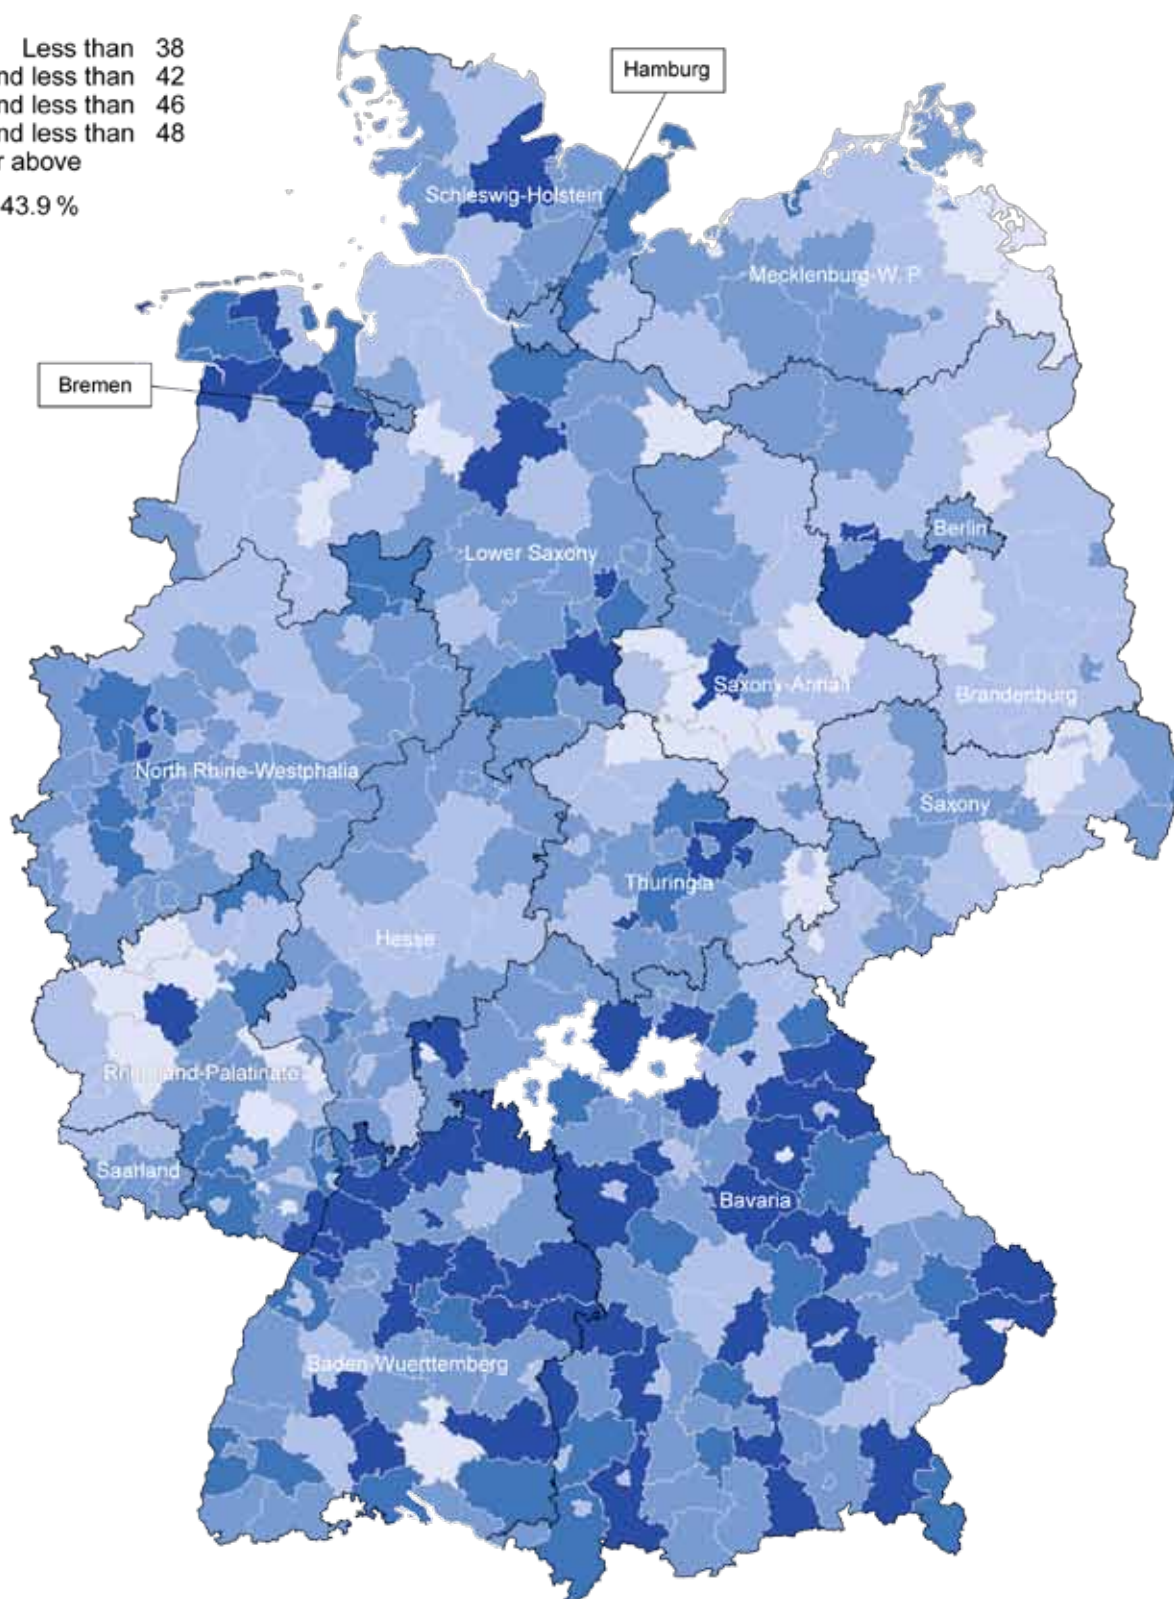 Less than 38
nd less than 42
nd less than 46
nd less than 48
r above
43.9 %
Hamburg
Schleswig-Holstein
Mecklenburg-W. P.
Bremen
Berlin
Lower Saxony
Saxony-Anhalt
Brandenburg
North Rhine-Westphalia
Saxony
Thuringia
Hesse
Rhineland-Palatinate
Saarland
Bavaria
Baden-Wuerttemberg